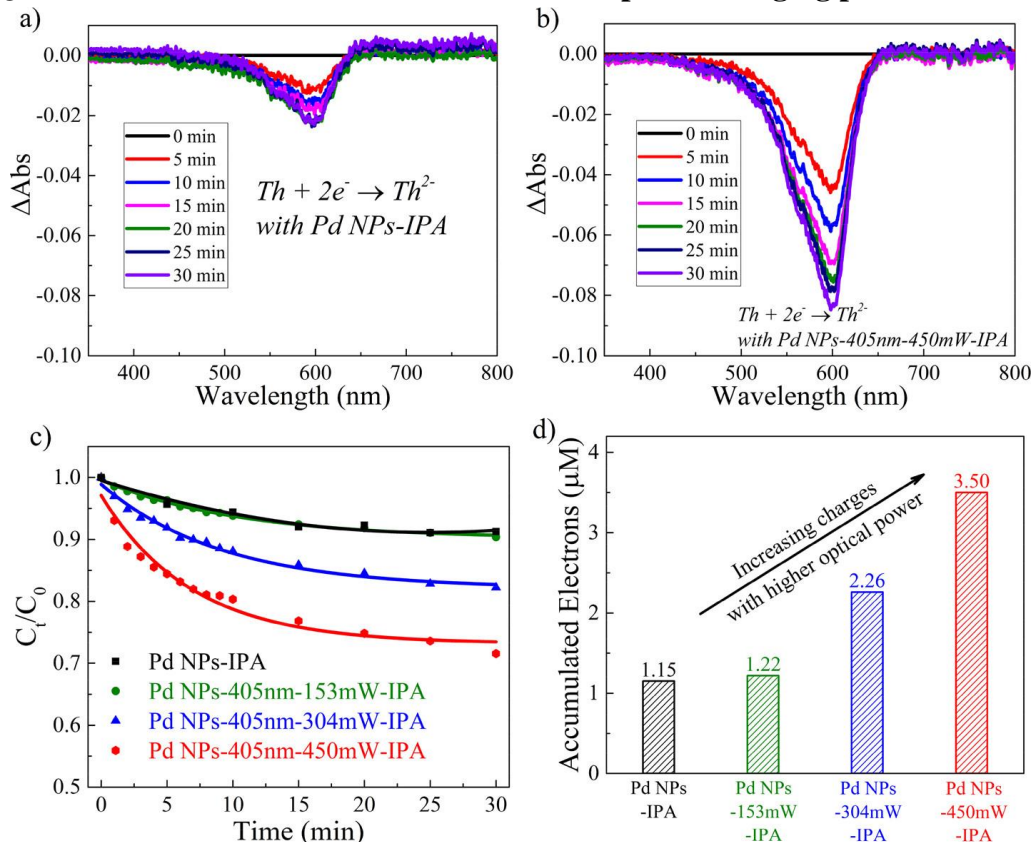 a)
0.00
-0.02
-0.04
-0.06
-0.08
-0.10
ΔAbs
0 min
5 min
10 min
15 min
20 min
25 min
30 min
Th + 2e⁻ → Th²⁻
with Pd NPs-IPA
400 500 600 700 800
Wavelength (nm)
b)
0.00
-0.02
-0.04
-0.06
-0.08
-0.10
ΔAbs
0 min
5 min
10 min
15 min
20 min
25 min
30 min
Th + 2e⁻ → Th²⁻
with Pd NPs-405nm-450mW-IPA
400 500 600 700 800
Wavelength (nm)
c)
1.0
0.9
0.8
0.7
0.6
0.5
Cₜ/C₀
Pd NPs-IPA
Pd NPs-405nm-153mW-IPA
Pd NPs-405nm-304mW-IPA
Pd NPs-405nm-450mW-IPA
0 5 10 15 20 25 30
Time (min)
d)
4
3
2
1
0
Accumulated Electrons (μM)
Increasing charges
with higher optical power
1.15
1.22
2.26
3.50
Pd NPs
-IPA
Pd NPs
-153mW
-IPA
Pd NPs
-304mW
-IPA
Pd NPs
-450mW
-IPA